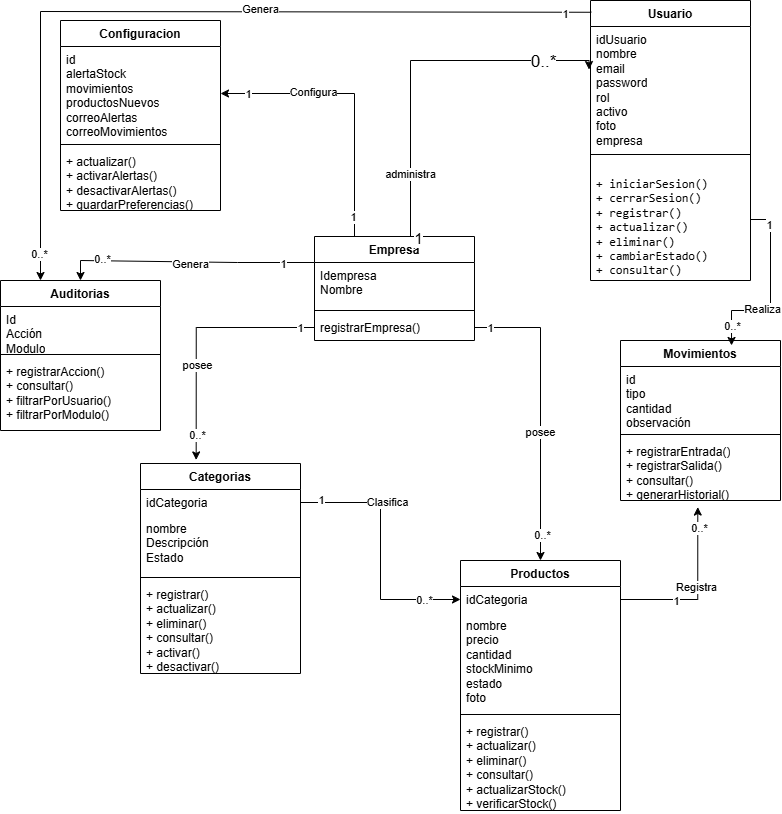 Genera
1
Usuario
idUsuario
nombre
email
password
rol
activo
foto
empresa
+ iniciarSesion()
+ cerrarSesion()
+ registrar()
+ actualizar()
+ eliminar()
+ cambiarEstado()
+ consultar()
Configuracion
id
alertaStock
movimientos
productosNuevos
correoAlertas
correoMovimientos
+ actualizar()
+ activarAlertas()
+ desactivarAlertas()
+ guardarPreferencias()
1
Configura
1
0..*
administra
1
0..*
0..*
Genera
1
Empresa
Idempresa
Nombre
+ registrarEmpresa()
1
Realiza
0..*
Auditorias
Id
Acción
Modulo
+ registrarAccion()
+ consultar()
+ filtrarPorUsuario()
+ filtrarPorModulo()
1
posee
0..*
1
posee
0..*
Movimientos
id
tipo
cantidad
observación
+ registrarEntrada()
+ registrarSalida()
+ consultar()
+ generarHistorial()
Categorias
idCategoria
nombre
Descripción
Estado
+ registrar()
+ actualizar()
+ eliminar()
+ consultar()
+ activar()
+ desactivar()
1
Clasifica
0..*
Productos
idCategoria
nombre
precio
cantidad
stockMinimo
estado
foto
+ registrar()
+ actualizar()
+ eliminar()
+ consultar()
+ actualizarStock()
+ verificarStock()
0..*
Registra
1